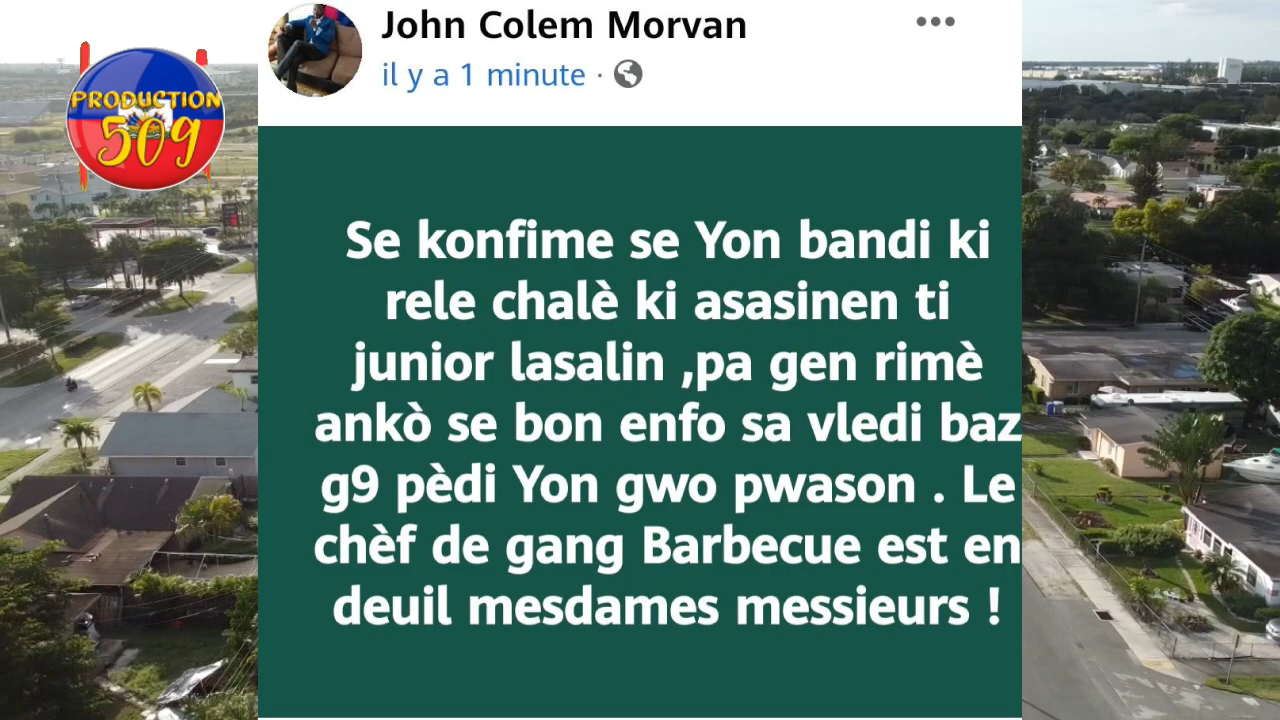 John Colem Morvan
il y a 1 minute ·
PRODUCTION
509
Se konfime se Yon bandi ki
rele chalè ki asasinen ti
junior lasalin ,pa gen rimè
ankò se bon enfo sa vledi baz
g9 pèdi Yon gwo pwason . Le
chèf de gang Barbecue est en
deuil mesdames messieurs !